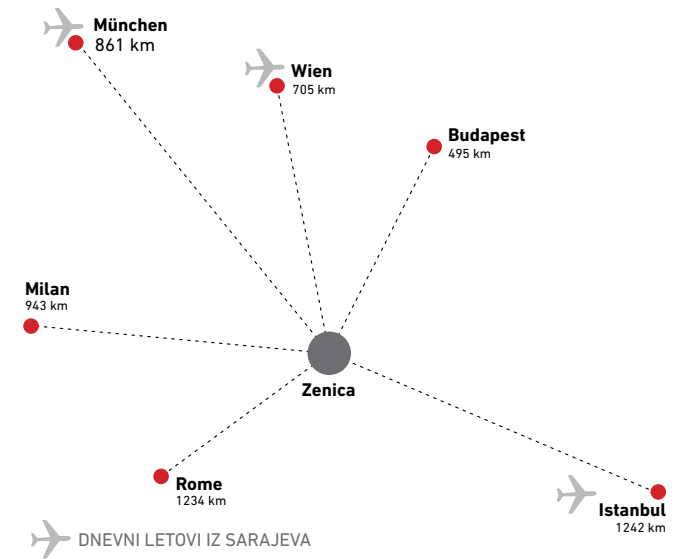 München
861 km
Wien
705 km
Budapest
495 km
Milan
943 km
Zenica
Rome
1234 km
Istanbul
1242 km
DNEVNI LETOVI IZ SARAJEVA